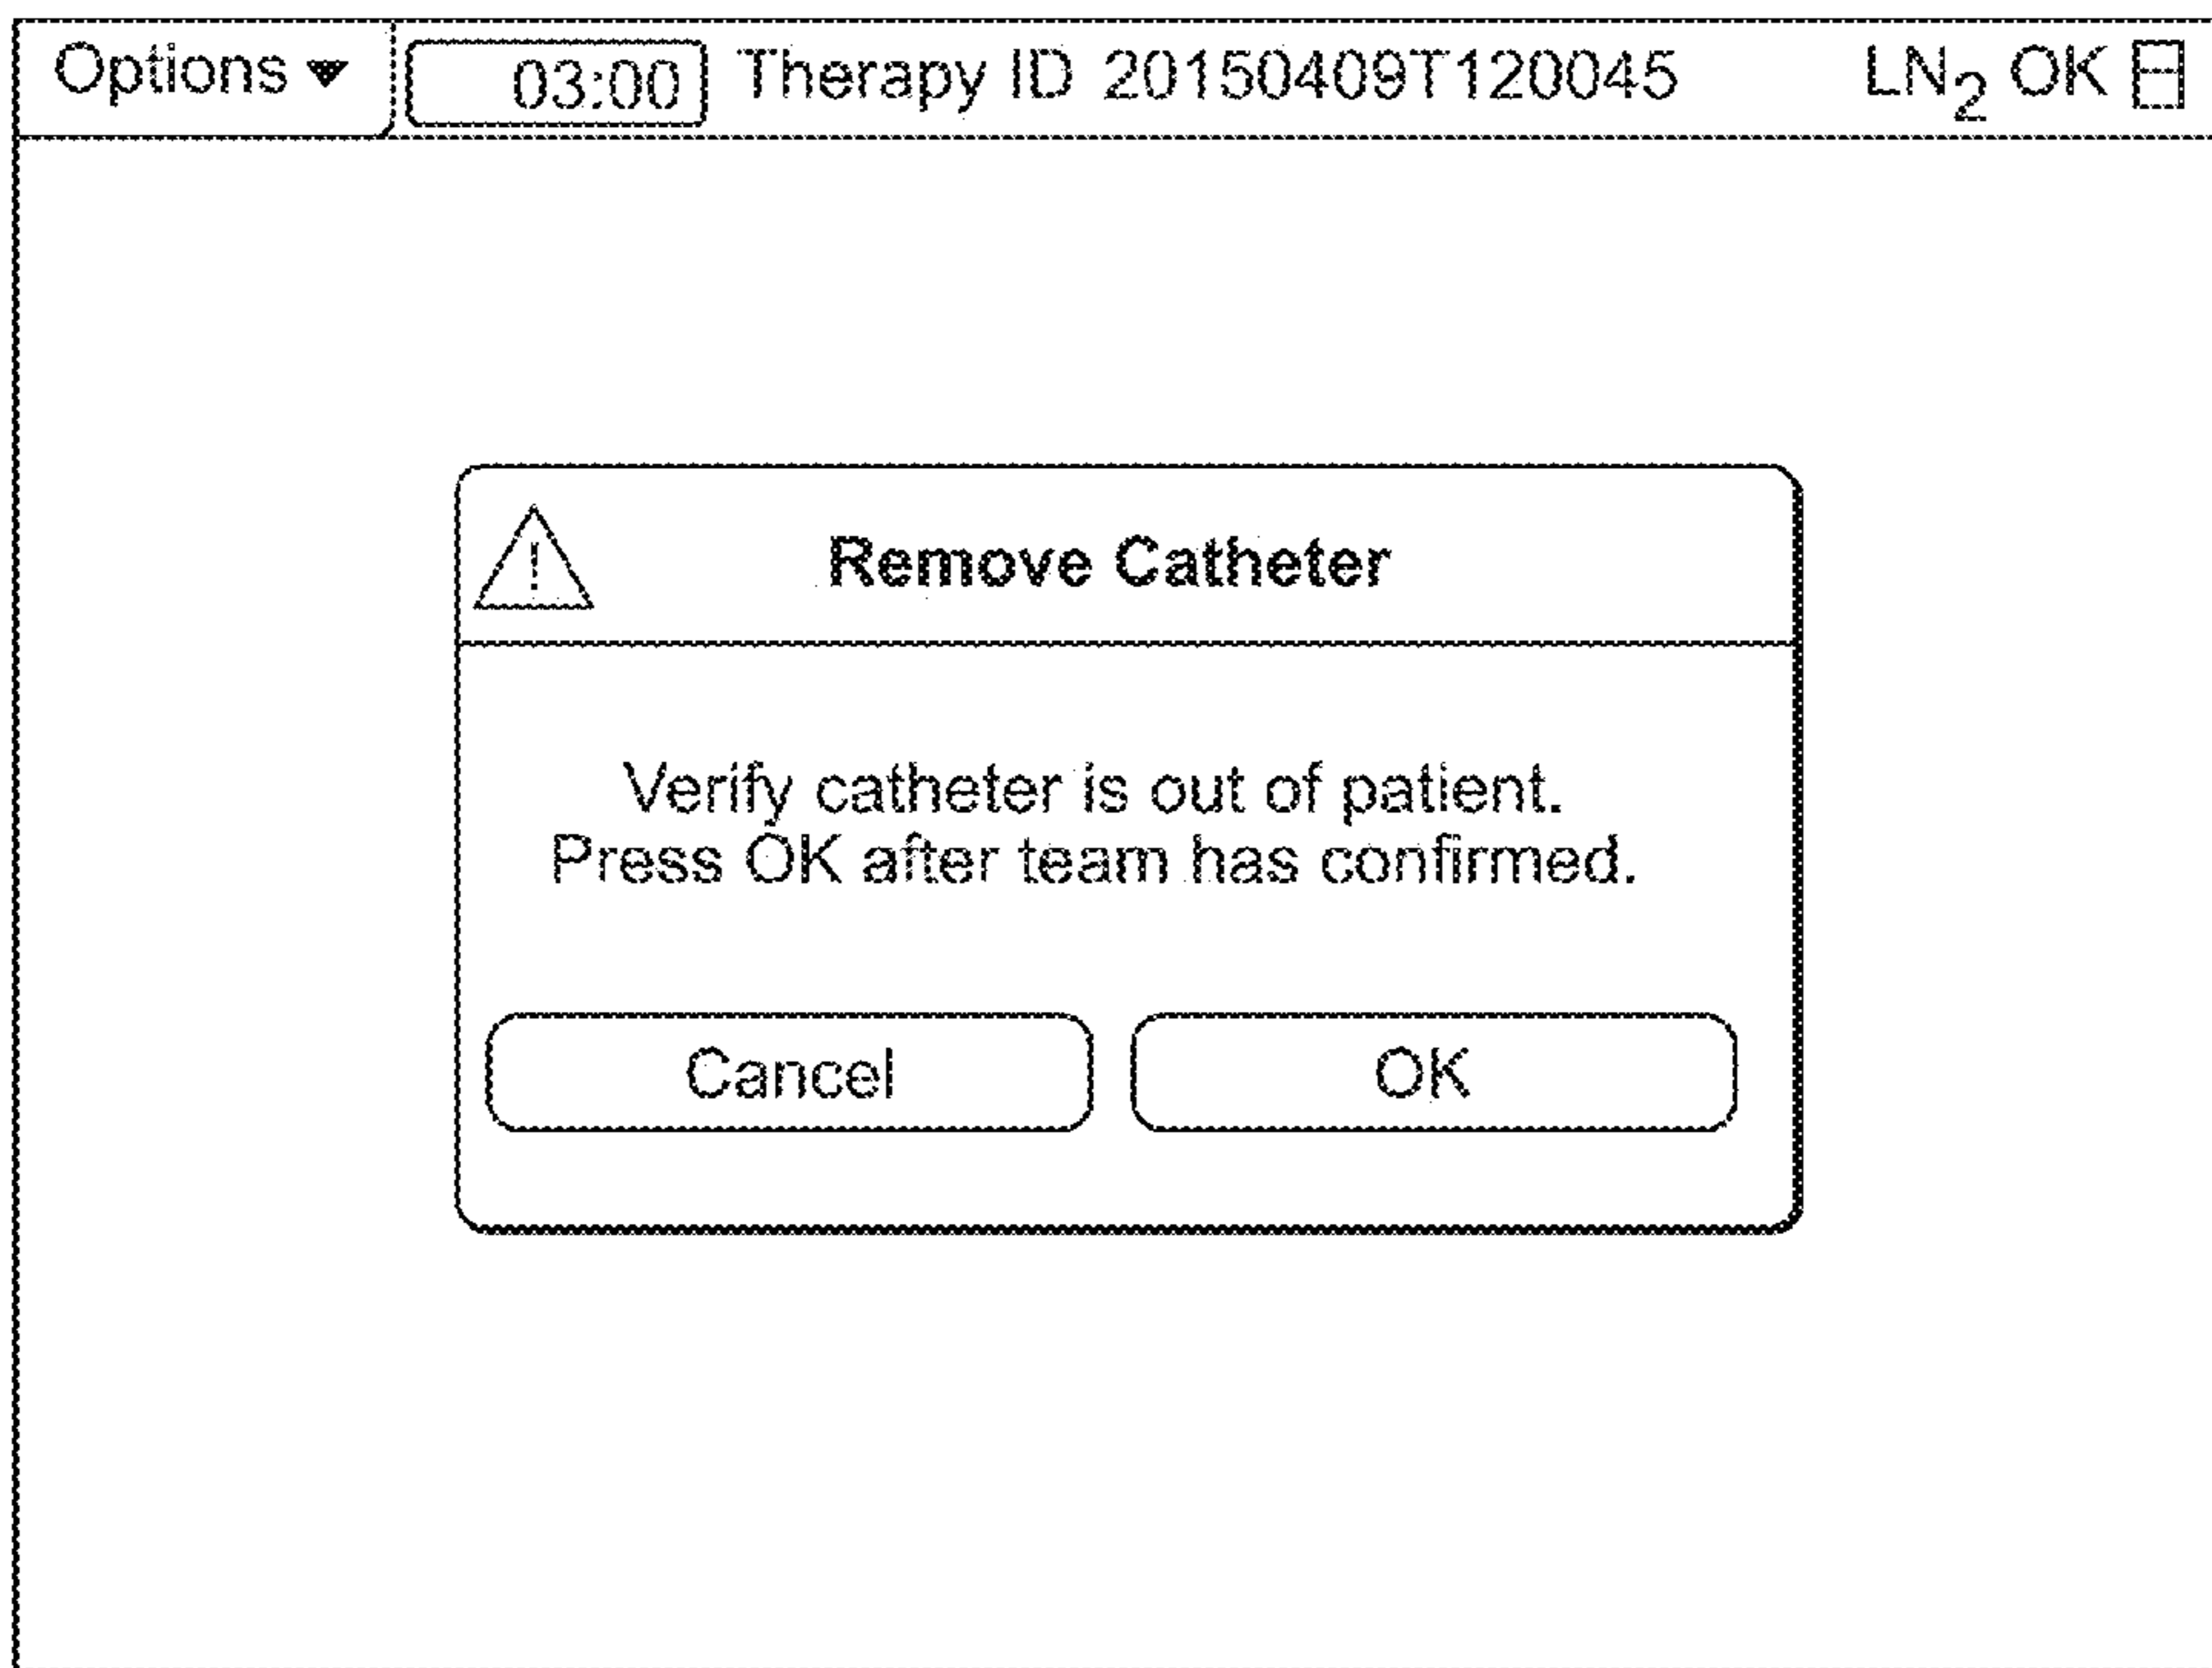 Options ▾ 03:00 Therapy ID 20150409T120045 LN₂ OK
Remove Catheter
Verify catheter is out of patient.
Press OK after team has confirmed.
Cancel OK